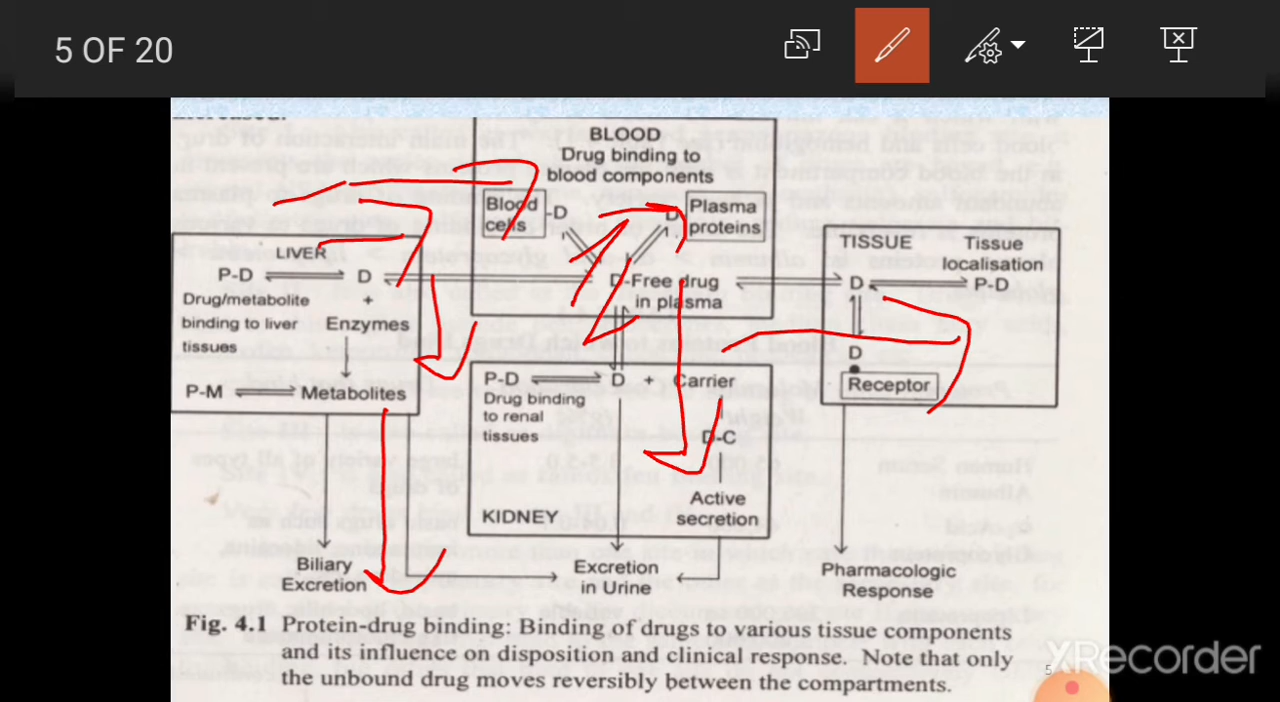 5 OF 20
BLOOD
Drug binding to
blood components
Blood
cells
-D
D
Plasma
proteins
D-Free drug
in plasma
LIVER
P-D D
Drug/metabolite
binding to liver
tissues
+
Enzymes
P-M Metabolites
TISSUE
Tissue
localisation
D P-D
D
Receptor
P-D D + Carrier
Drug binding
to renal
tissues
D-C
Active
secretion
KIDNEY
Biliary
Excretion
Excretion
in Urine
Pharmacologic
Response
Fig. 4.1 Protein-drug binding: Binding of drugs to various tissue components
and its influence on disposition and clinical response. Note that only
the unbound drug moves reversibly between the compartments.
5
XRecorder